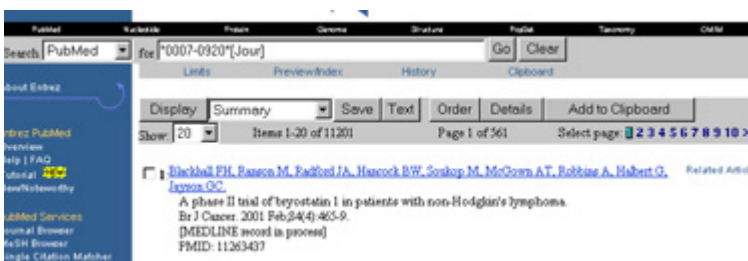 PubMed Nucleotide Protein Genome Structure PopSet Taxonomy OMIM
Search PubMed for "0007-0920"[Jour] Go Clear
Limits Preview/Index History Clipboard
About Entrez
Display Summary Save Text Order Details Add to Clipboard
Show: 20 Items 1-20 of 11201 Page 1 of 561 Select page: 1 2 3 4 5 6 7 8 9 10 >
Entrez PubMed
Overview
Help | FAQ
Tutorial
New/Noteworthy
PubMed Services
Journal Browser
MeSH Browser
Single Citation Matcher
1: Blackhall FH, Ranson M, Radford JA, Hancock BW, Soukop M, McGown AT, Robbins A, Halbert G, Jayson GC. Related Artic
A phase II trial of bryostatin 1 in patients with non-Hodgkin's lymphoma.
Br J Cancer. 2001 Feb;84(4):465-9.
[MEDLINE record in process]
PMID: 11263437